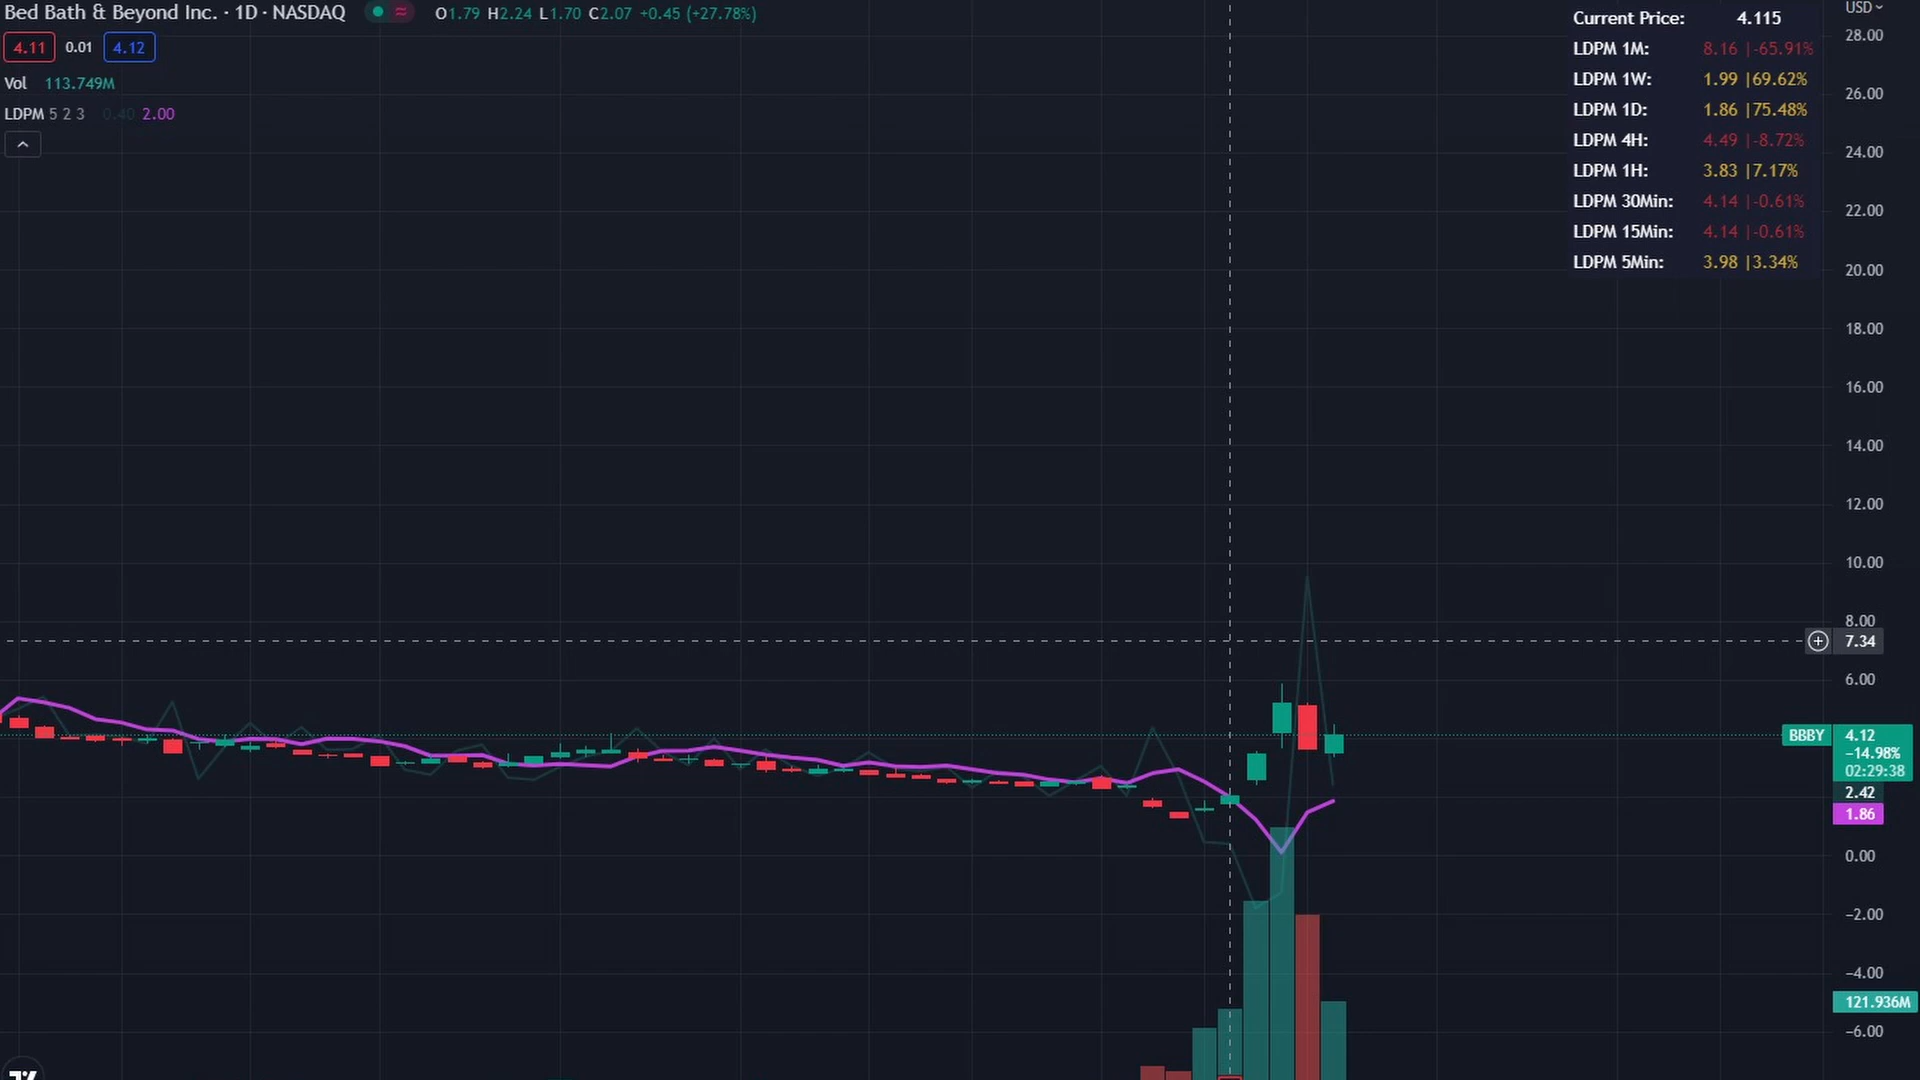 Bed Bath & Beyond Inc. · 1D · NASDAQ O1.79 H2.24 L1.70 C2.07 +0.45 (+27.78%)
4.11 0.01 4.12
Vol 113.749M
LDPM 5 2 3 0.40 2.00
Current Price: 4.115
LDPM 1M: 8.16 |-65.91%
LDPM 1W: 1.99 |69.62%
LDPM 1D: 1.86 |75.48%
LDPM 4H: 4.49 |-8.72%
LDPM 1H: 3.83 |7.17%
LDPM 30Min: 4.14 |-0.61%
LDPM 15Min: 4.14 |-0.61%
LDPM 5Min: 3.98 |3.34%
USD
28.00
26.00
24.00
22.00
20.00
18.00
16.00
14.00
12.00
10.00
8.00
7.34
6.00
BBBY 4.12
−14.98%
02:29:38
2.42
1.86
0.00
−2.00
−4.00
121.936M
−6.00